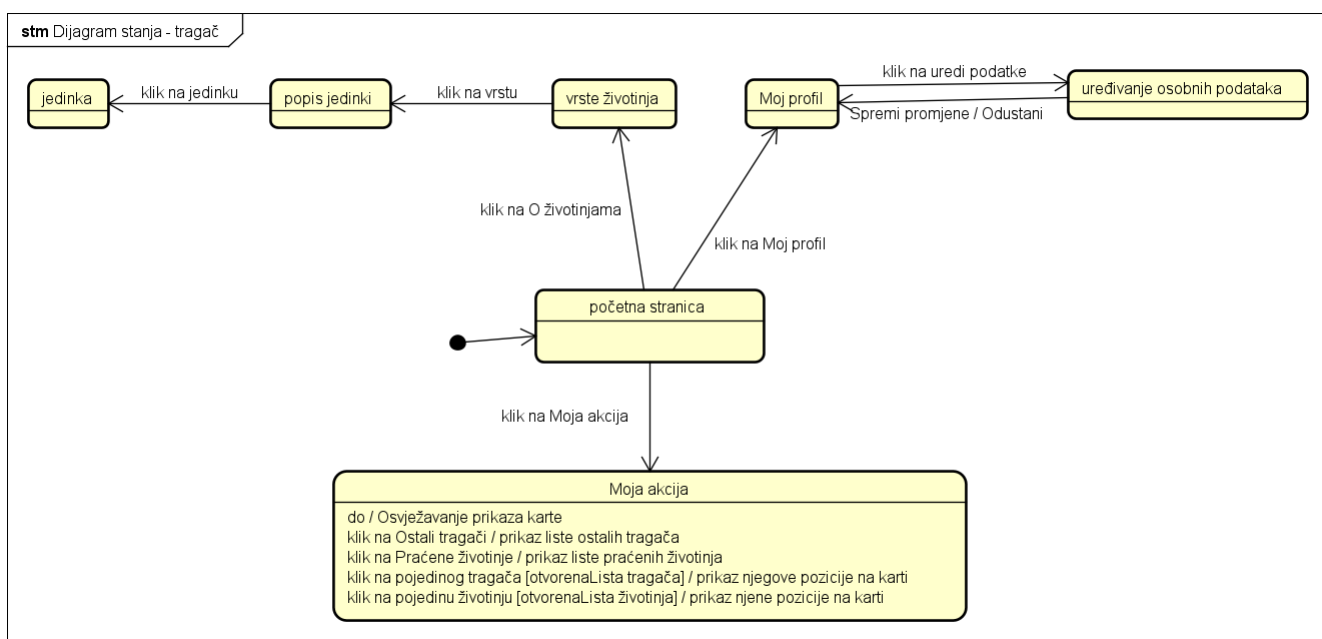 stm Dijagram stanja - tragač
jedinka
klik na jedinku
popis jedinki
klik na vrstu
vrste životinja
Moj profil
klik na uredi podatke
Spremi promjene / Odustani
uređivanje osobnih podataka
klik na O životinjama
klik na Moj profil
početna stranica
klik na Moja akcija
Moja akcija
do / Osvježavanje prikaza karte
klik na Ostali tragači / prikaz liste ostalih tragača
klik na Praćene životinje / prikaz liste praćenih životinja
klik na pojedinog tragača [otvorenaLista tragača] / prikaz njegove pozicije na karti
klik na pojedinu životinju [otvorenaLista životinja] / prikaz njene pozicije na karti